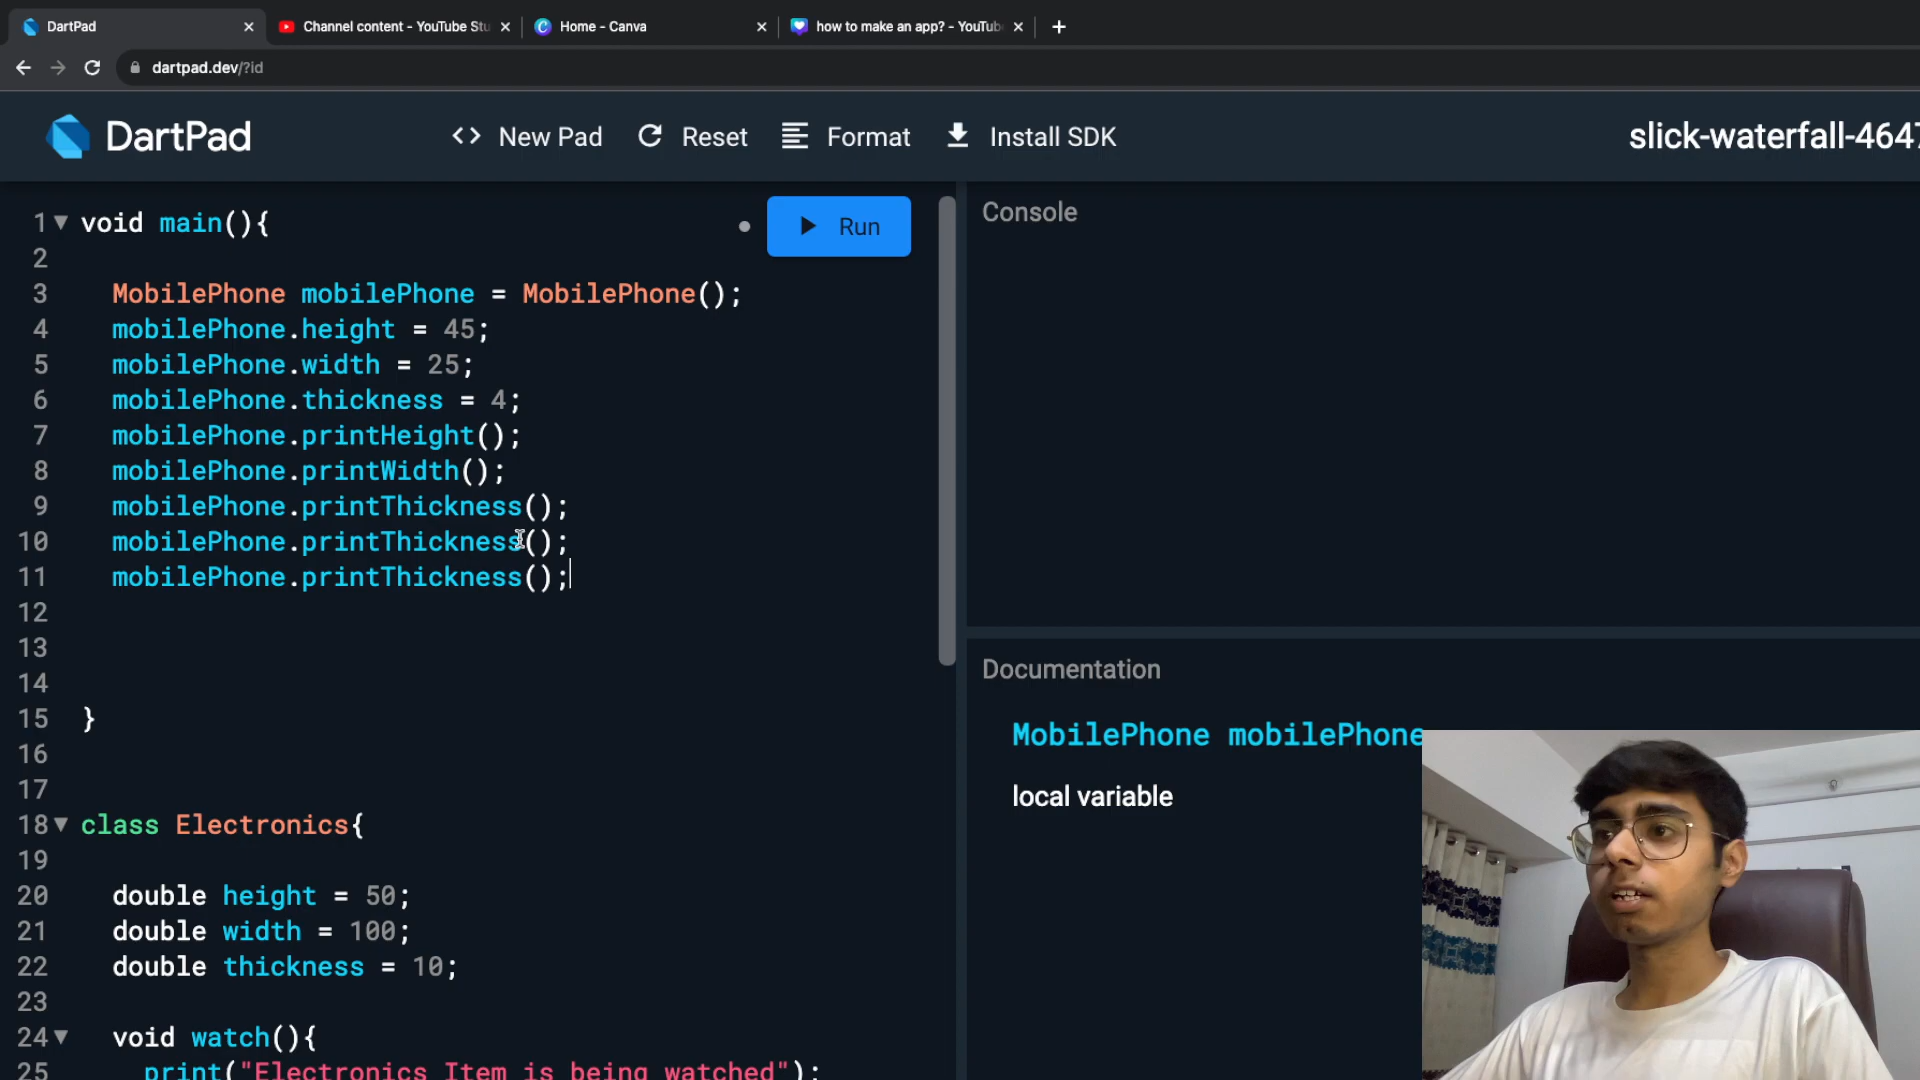 DartPad
Channel content - YouTube Stu
Home - Canva
how to make an app? - YouTub
dartpad.dev/?id
DartPad
New Pad
Reset
Format
Install SDK
slick-waterfall-4647
1 void main(){
2
3 MobilePhone mobilePhone = MobilePhone();
4 mobilePhone.height = 45;
5 mobilePhone.width = 25;
6 mobilePhone.thickness = 4;
7 mobilePhone.printHeight();
8 mobilePhone.printWidth();
9 mobilePhone.printThickness();
10 mobilePhone.printThickness();
11 mobilePhone.printThickness();
12
13
14
15 }
16
17
18 class Electronics{
19
20 double height = 50;
21 double width = 100;
22 double thickness = 10;
23
24 void watch(){
25 print("Electronics Item is being watched");
Run
Console
Documentation
MobilePhone mobilePhone
local variable